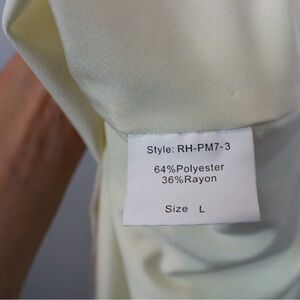 Style: RH-PM7-3
64%Polyester
36%Rayon
Size L